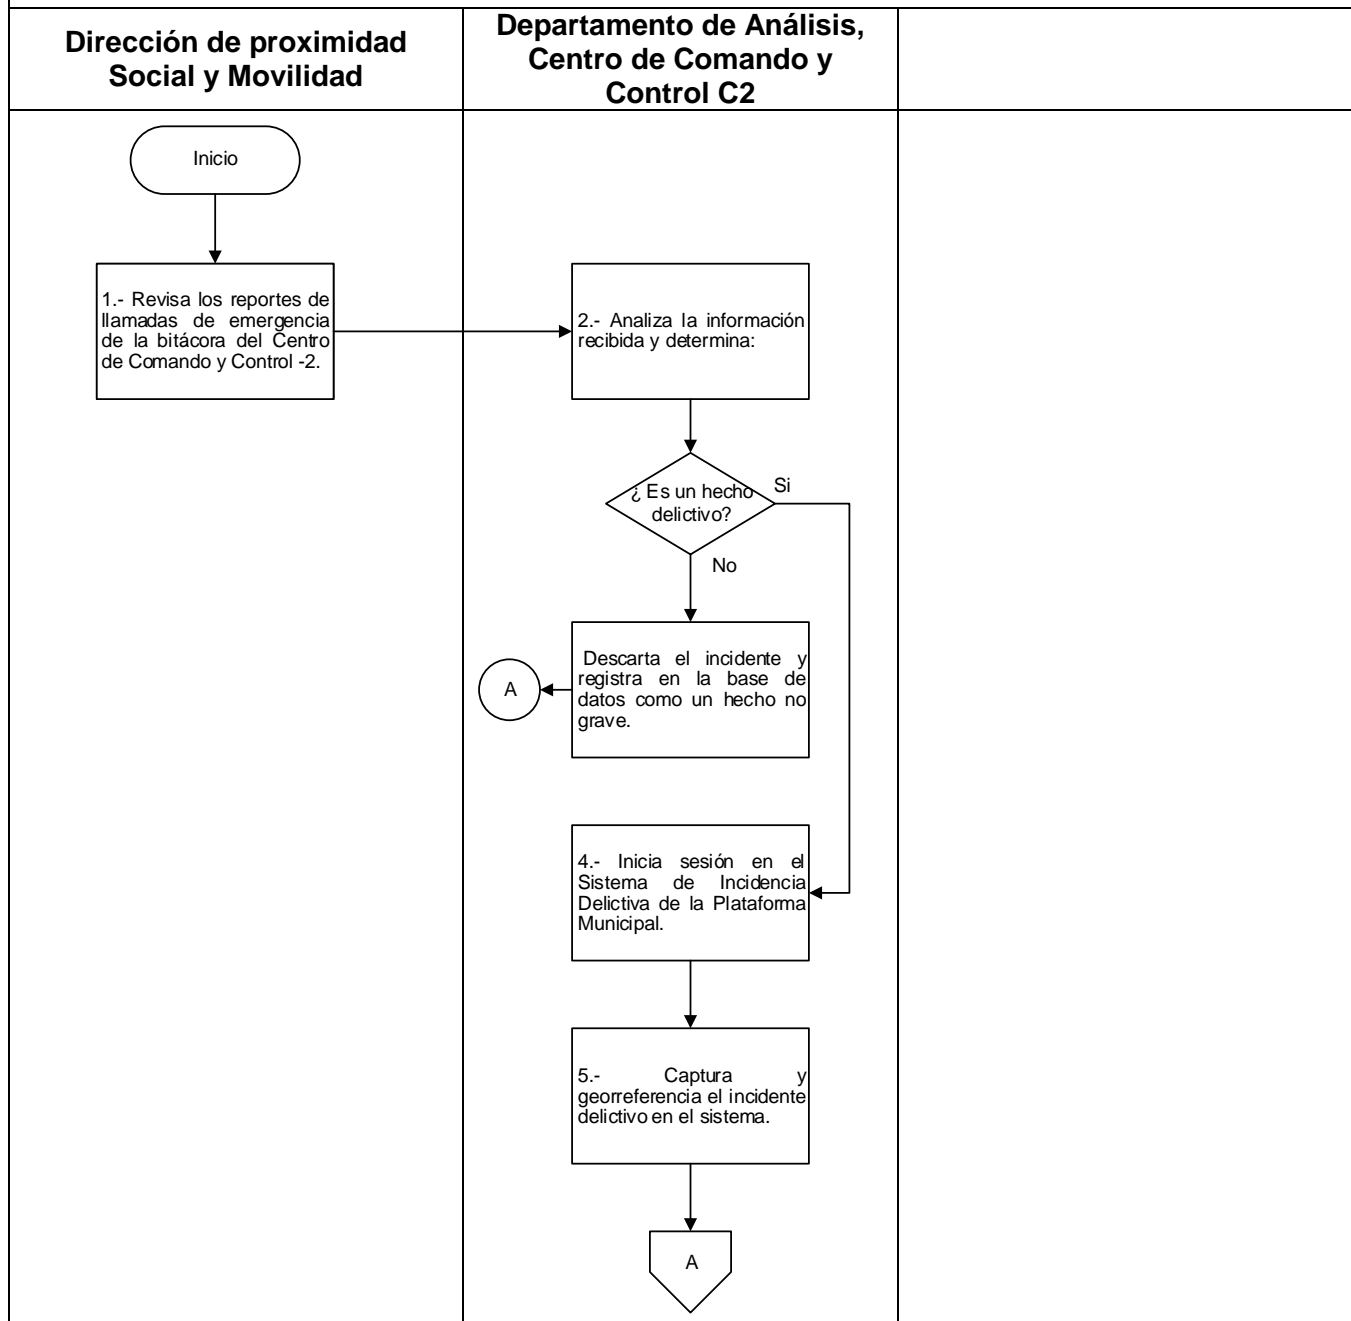 Dirección de proximidad
Social y Movilidad
Departamento de Análisis,
Centro de Comando y
Control C2
Inicio
1.- Revisa los reportes de
llamadas de emergencia
de la bitácora del Centro
de Comando y Control -2.
2.- Analiza la información
recibida y determina:
¿ Es un hecho
delictivo?
Si
No
Descarta el incidente y
registra en la base de
datos como un hecho no
grave.
A
4.- Inicia sesión en el
Sistema de Incidencia
Delictiva de la Plataforma
Municipal.
5.- Captura y
georreferencia el incidente
delictivo en el sistema.
A